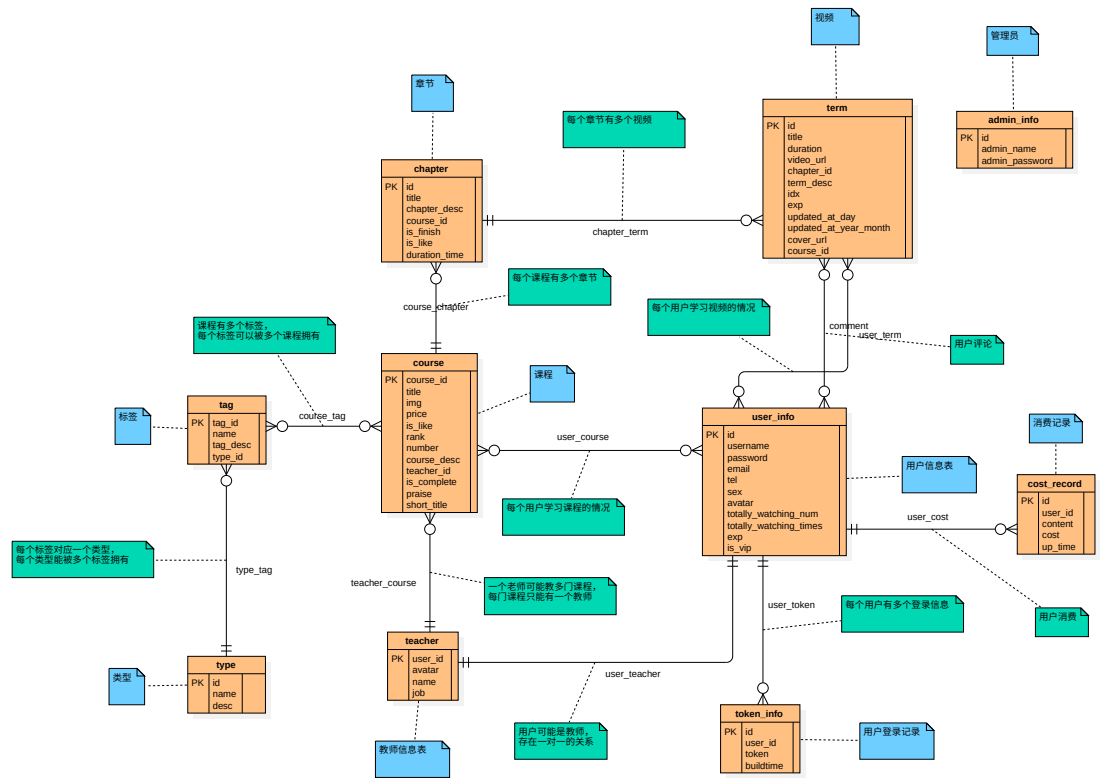 视频
管理员
章节
每个章节有多个视频
term
PK
id
title
duration
video_url
chapter_id
term_desc
idx
exp
updated_at_day
updated_at_year_month
cover_url
course_id
admin_info
PK
id
admin_name
admin_password
chapter
PK
id
title
chapter_desc
course_id
is_finish
is_like
duration_time
chapter_term
每个课程有多个章节
course_chapter
每个用户学习视频的情况
comment
user_term
用户评论
课程有多个标签，
每个标签可以被多个课程拥有
course
PK
course_id
title
img
price
is_like
rank
number
course_desc
teacher_id
is_complete
praise
short_title
课程
标签
tag
PK
tag_id
name
tag_desc
type_id
course_tag
user_course
每个用户学习课程的情况
user_info
PK
id
username
password
email
tel
sex
avatar
totally_watching_num
totally_watching_times
exp
is_vip
用户信息表
消费记录
cost_record
PK
id
user_id
content
cost
up_time
user_cost
用户消费
每个标签对应一个类型，
每个类型能被多个标签拥有
type_tag
teacher_course
一个老师可能教多门课程，
每门课程只能有一个教师
user_token
每个用户有多个登录信息
类型
type
PK
id
name
desc
teacher
PK
user_id
avatar
name
job
user_teacher
用户可能是教师，
存在一对一的关系
教师信息表
token_info
PK
id
user_id
token
buildtime
用户登录记录